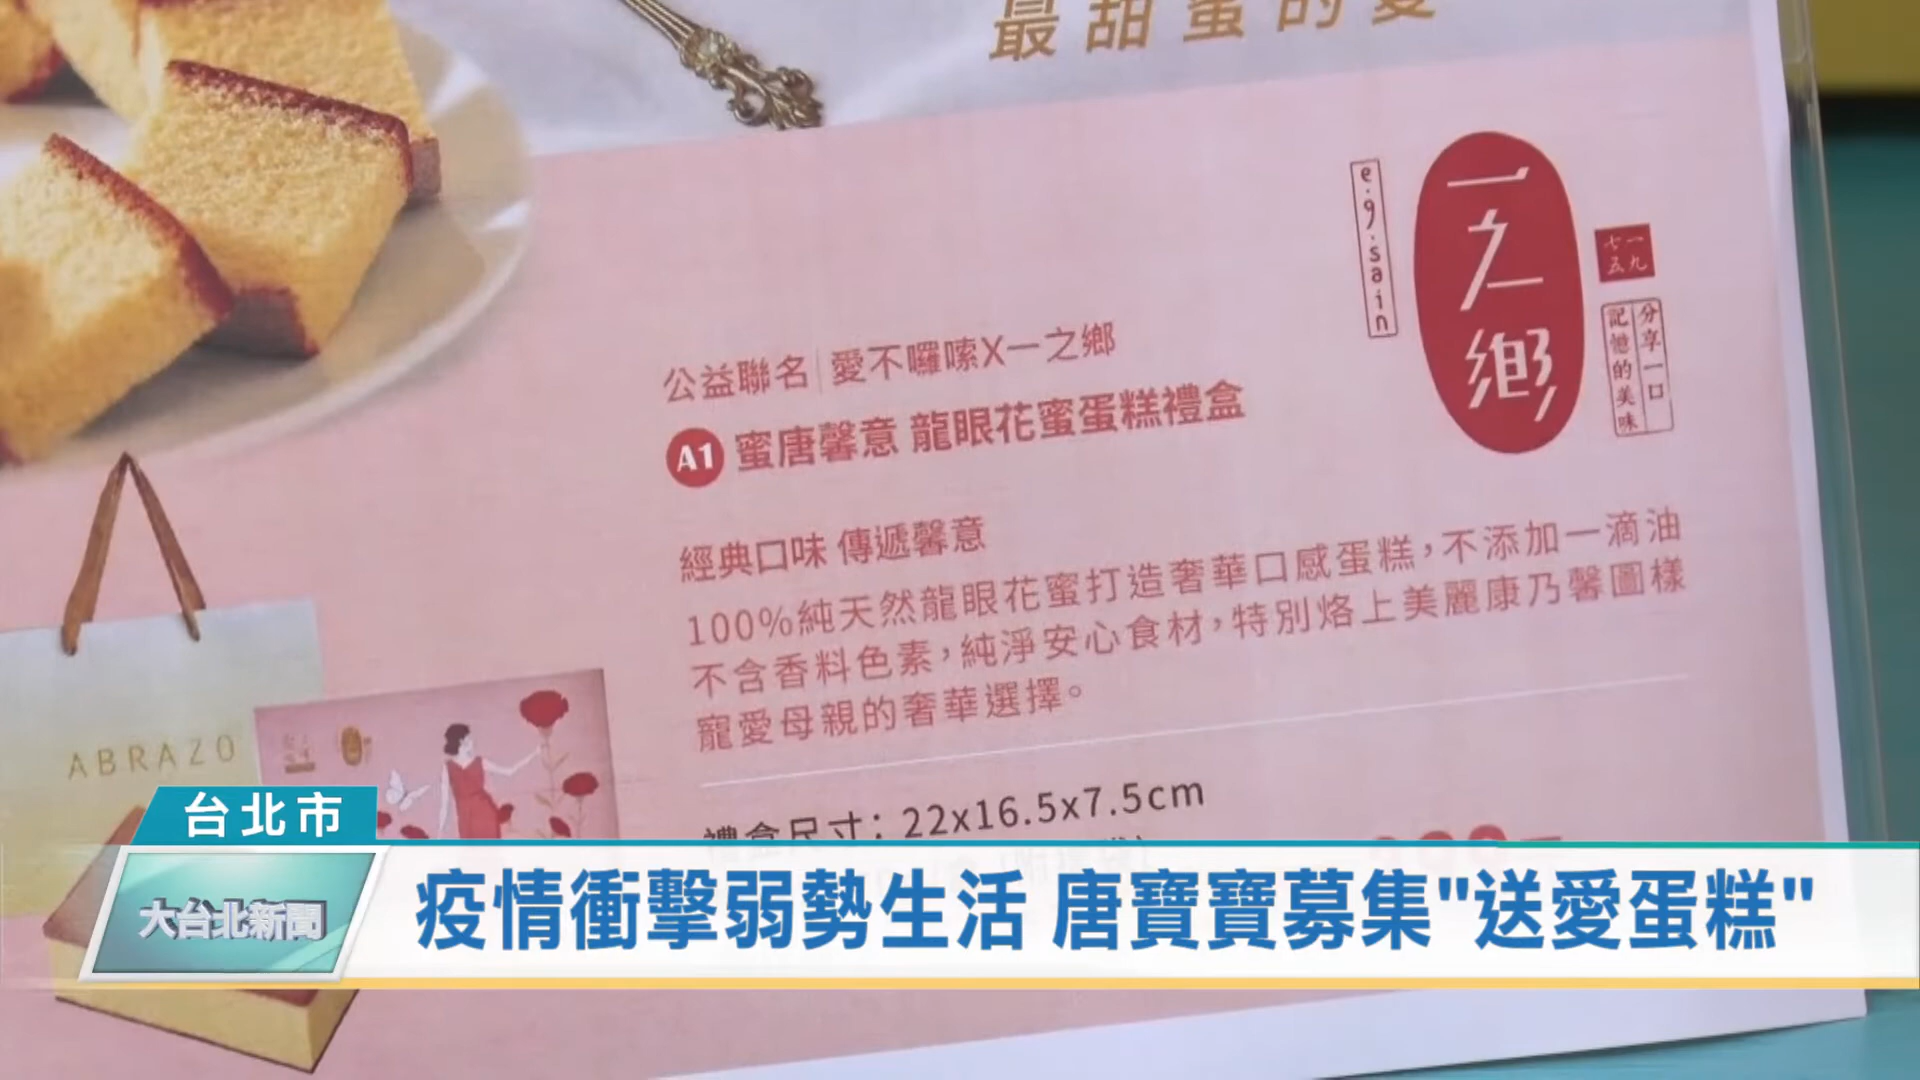 最甜蜜的愛
e.g.sain
一之鄉
一九
七五
分享一口
記憶的美味
公益聯名|愛不囉嗦X一之鄉
A1 蜜唐馨意 龍眼花蜜蛋糕禮盒
經典口味 傳遞馨意
100%純天然龍眼花蜜打造奢華口感蛋糕，不添加一滴油
不含香料色素，純淨安心食材，特別烙上美麗康乃馨圖樣
寵愛母親的奢華選擇。
禮盒尺寸：22x16.5x7.5cm
ABRAZO
台北市
大台北新聞
疫情衝擊弱勢生活 唐寶寶募集"送愛蛋糕"